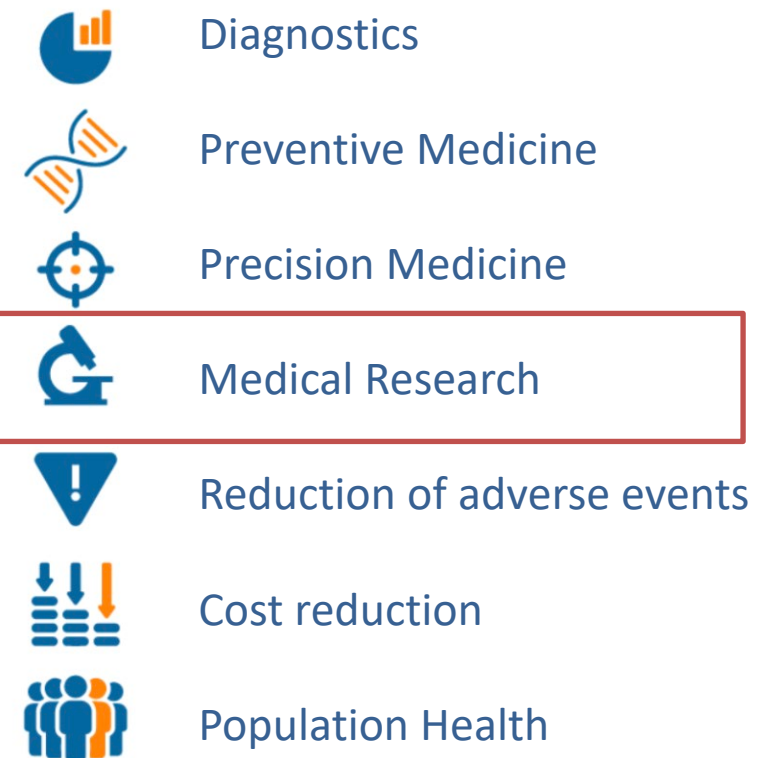 Diagnostics
Preventive Medicine
Precision Medicine
Medical Research
Reduction of adverse events
Cost reduction
Population Health